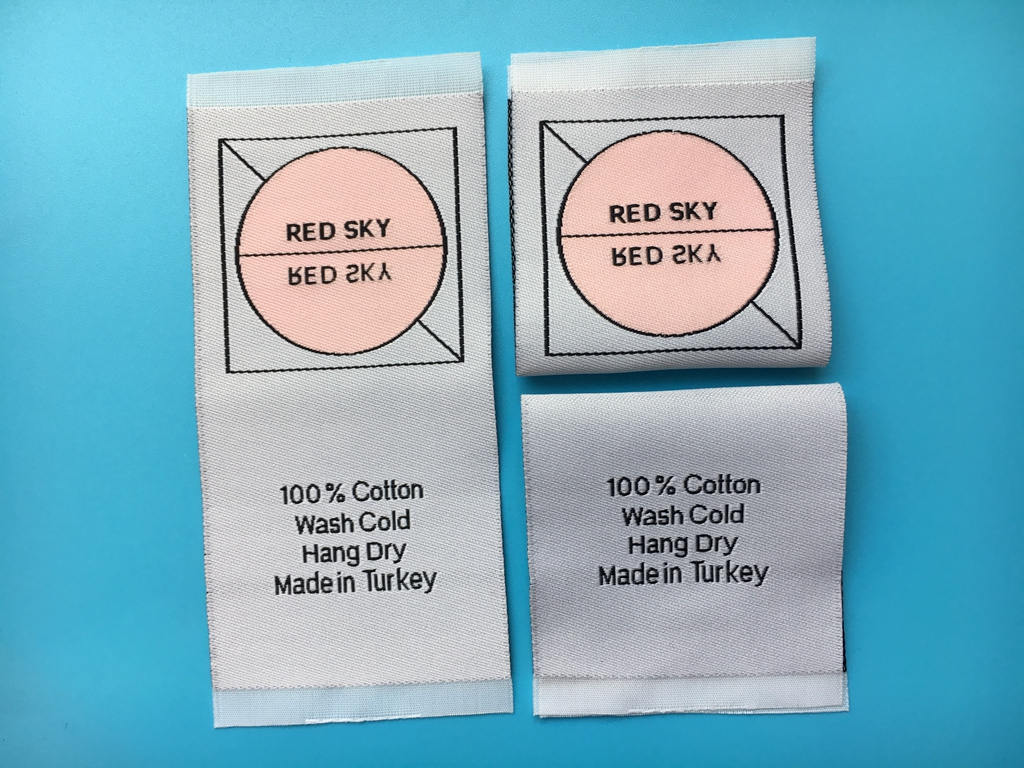 RED SKY
RED SKY
100 % Cotton
Wash Cold
Hang Dry
Made in Turkey
RED SKY
RED SKY
100 % Cotton
Wash Cold
Hang Dry
Made in Turkey